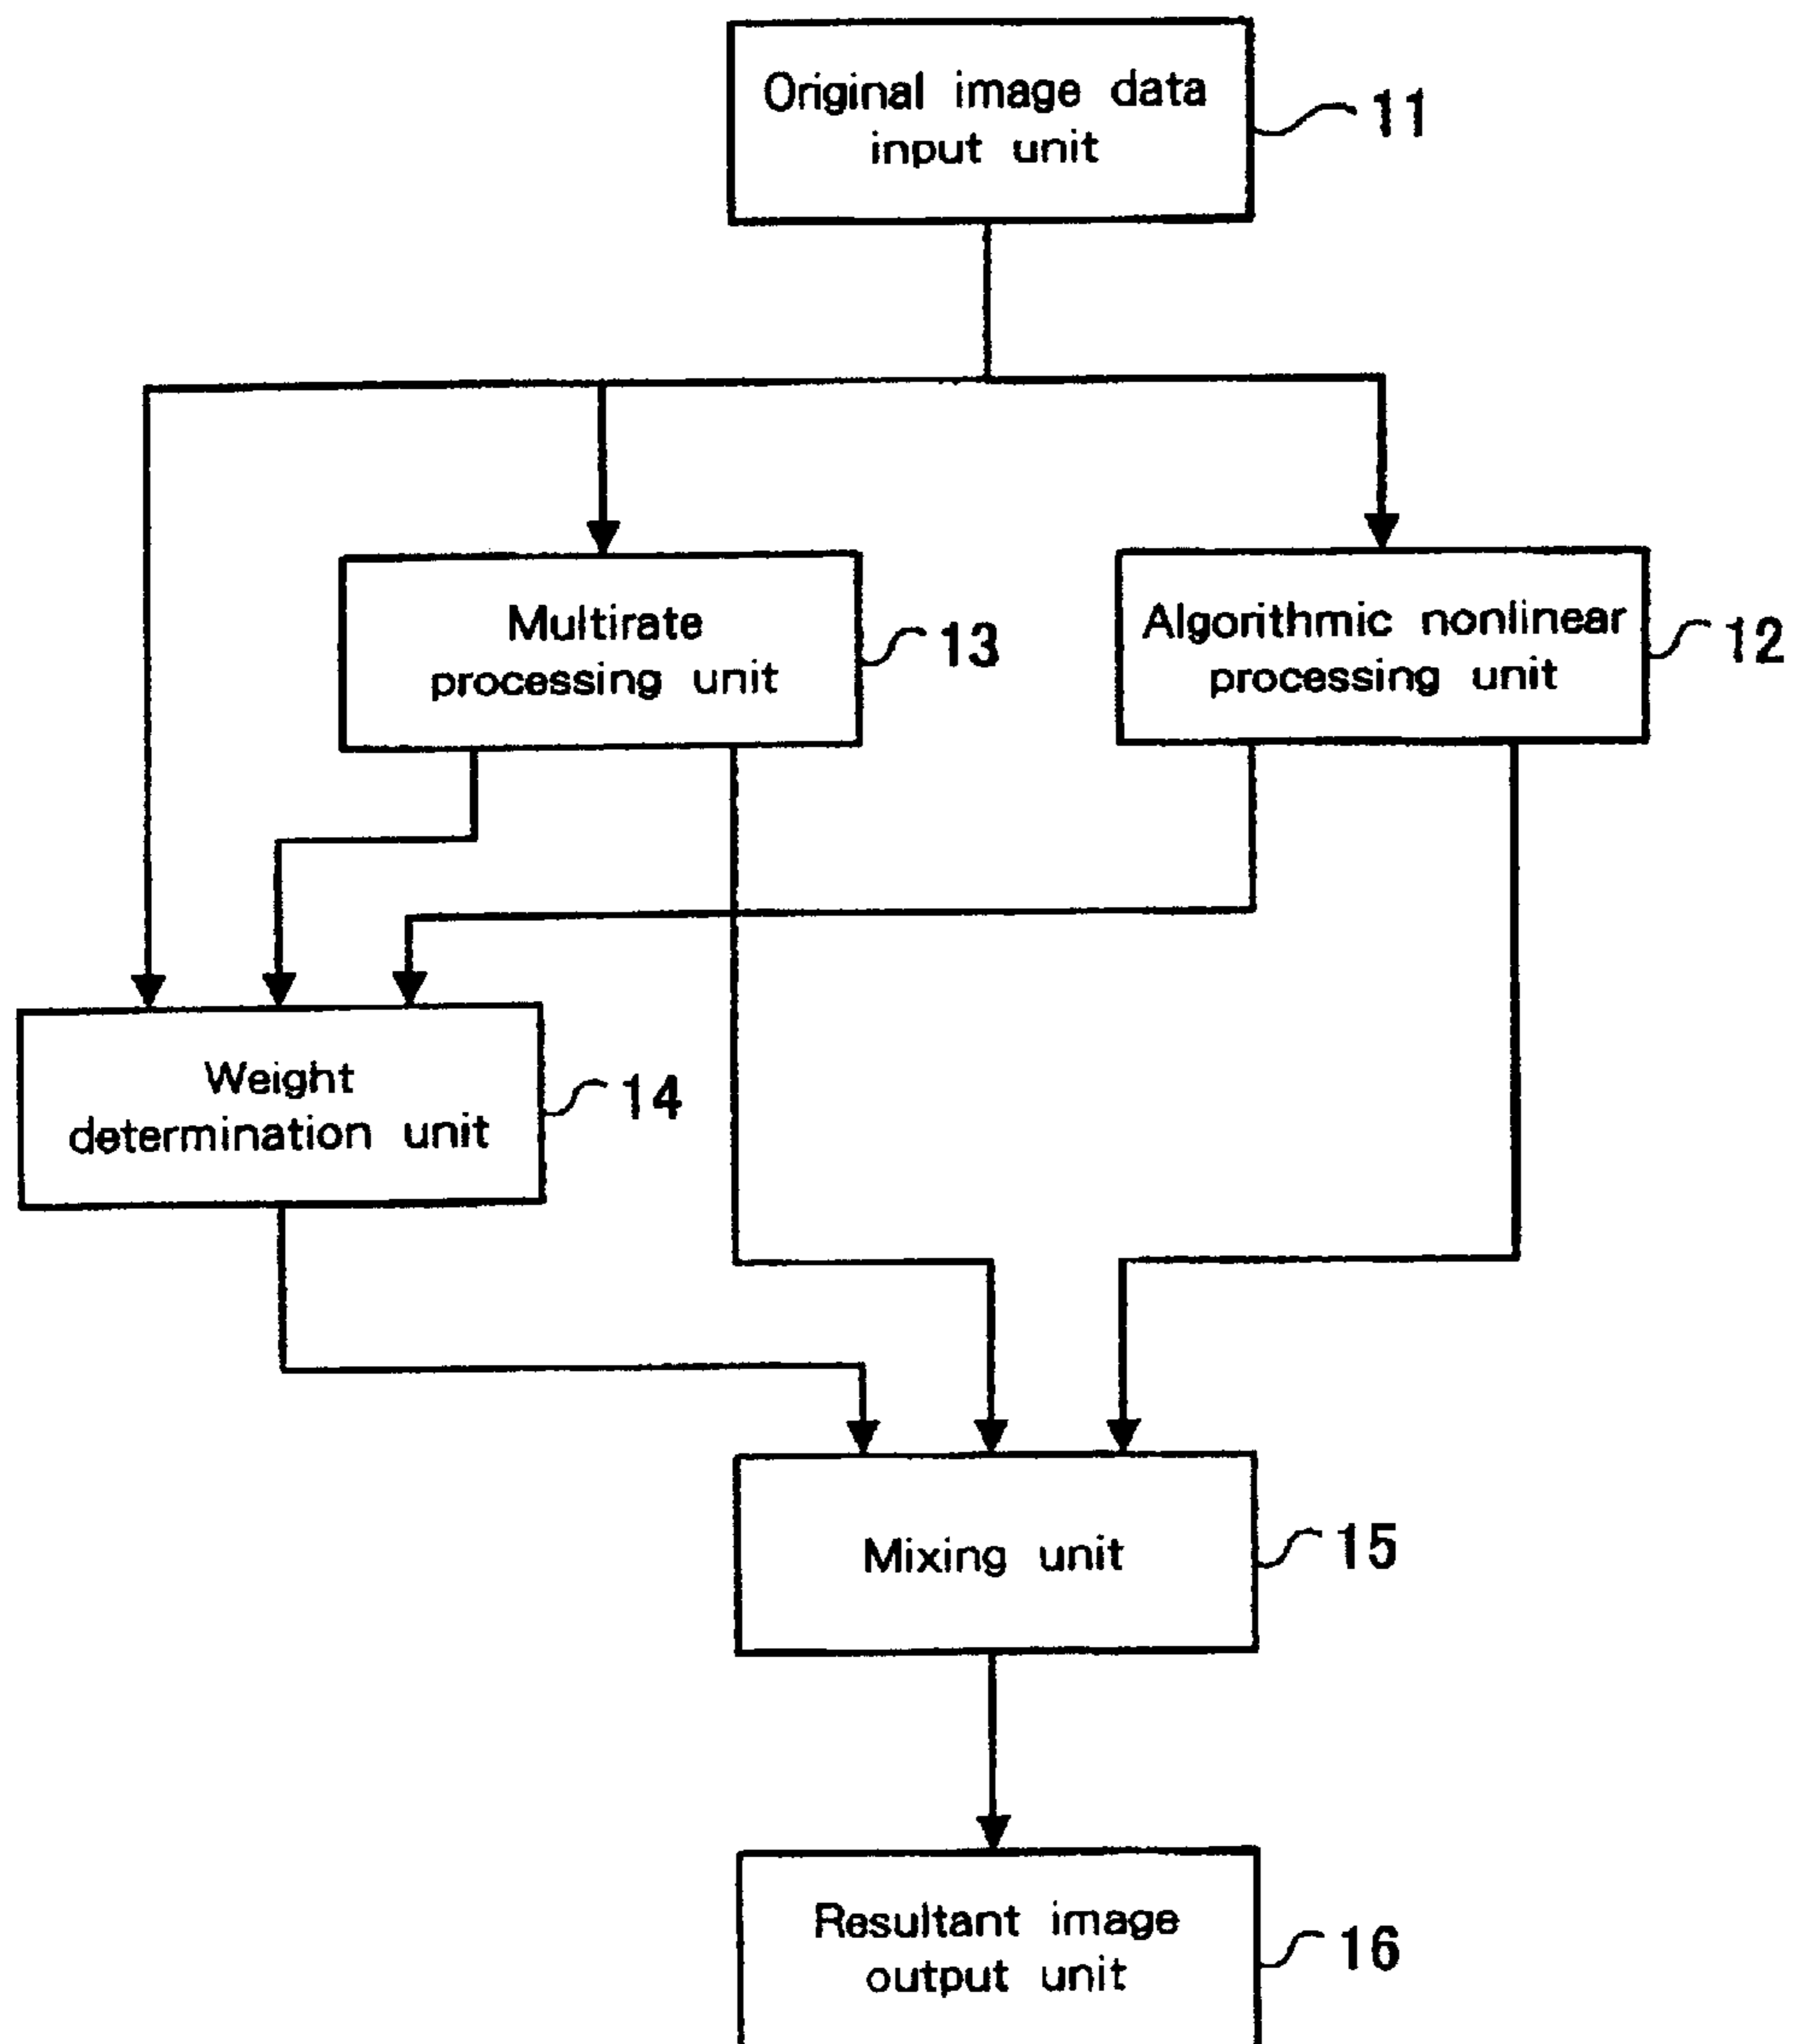 Original image data
input unit
11
Multirate
processing unit
13
Algorithmic nonlinear
processing unit
12
Weight
determination unit
14
Mixing unit
15
Resultant image
output unit
16